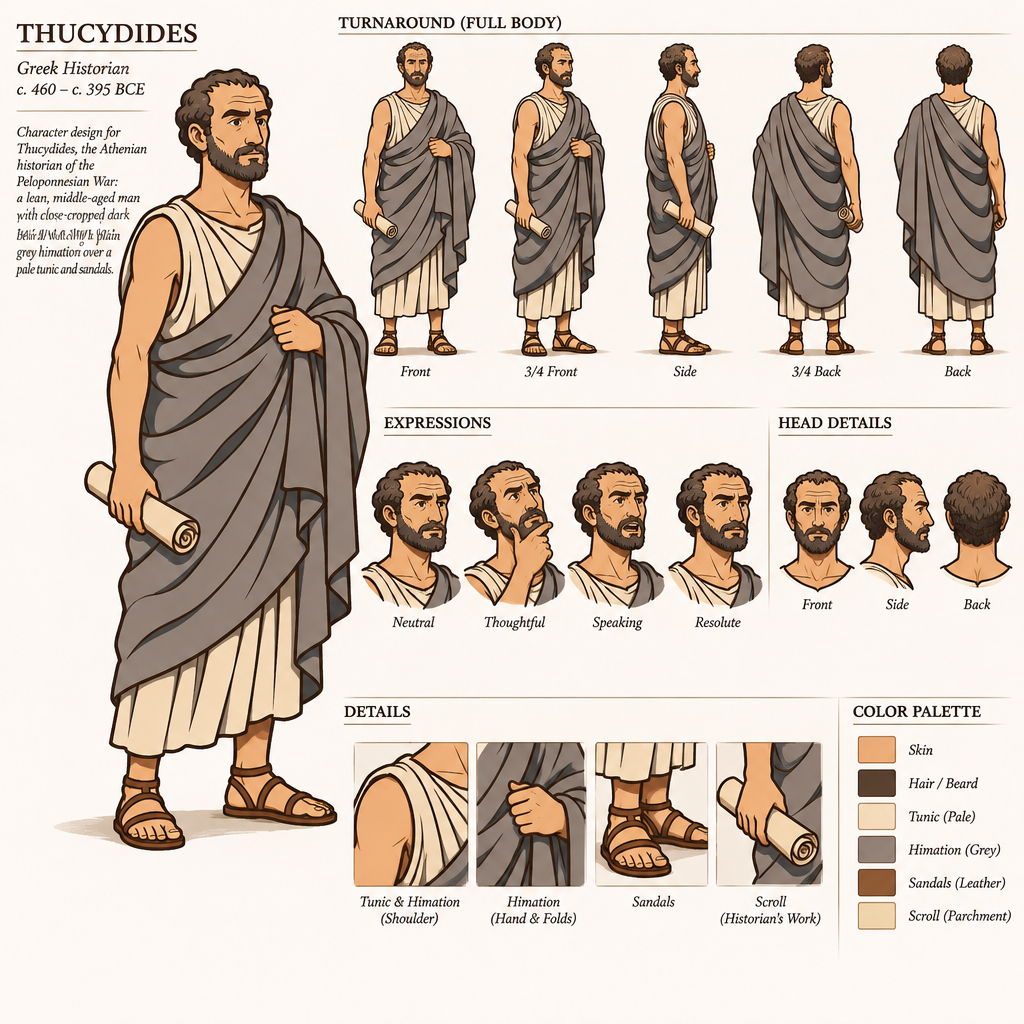 THUCYDIDES
Greek Historian
c. 460 – c. 395 BCE
Character design for
Thucydides, the Athenian
historian of the
Peloponnesian War:
a lean, middle-aged man
with close-cropped dark
grey himation over a
pale tunic and sandals.
TURNAROUND (FULL BODY)
Front
3/4 Front
Side
3/4 Back
Back
EXPRESSIONS
Neutral
Thoughtful
Speaking
Resolute
HEAD DETAILS
Front
Side
Back
DETAILS
Tunic & Himation
(Shoulder)
Himation
(Hand & Folds)
Sandals
Scroll
(Historian's Work)
COLOR PALETTE
Skin
Hair / Beard
Tunic (Pale)
Himation (Grey)
Sandals (Leather)
Scroll (Parchment)